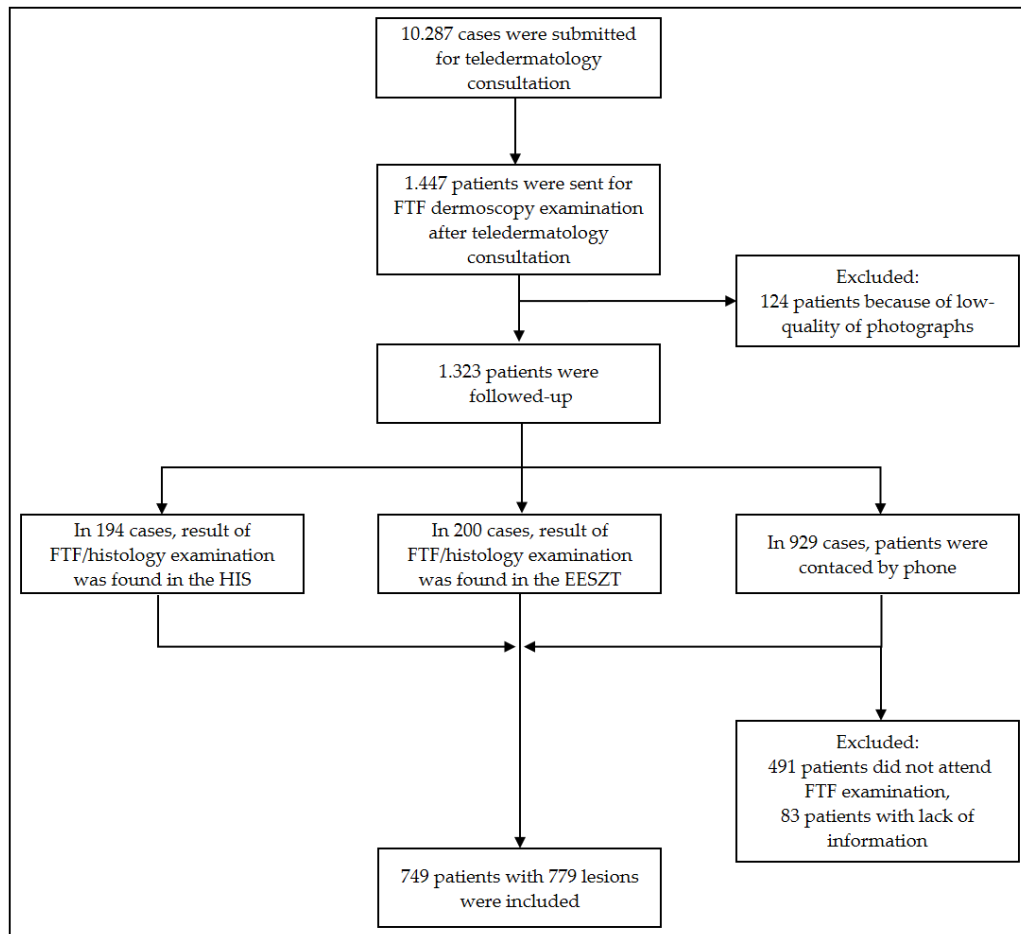 10.287 cases were submitted
for teledermatology
consultation
1.447 patients were sent for
FTF dermoscopy examination
after teledermatology
consultation
Excluded:
124 patients because of low-
quality of photographs
1.323 patients were
followed-up
In 194 cases, result of
FTF/histology examination
was found in the HIS
In 200 cases, result of
FTF/histology examination
was found in the EESZT
In 929 cases, patients were
contaced by phone
Excluded:
491 patients did not attend
FTF examination,
83 patients with lack of
information
749 patients with 779 lesions
were included